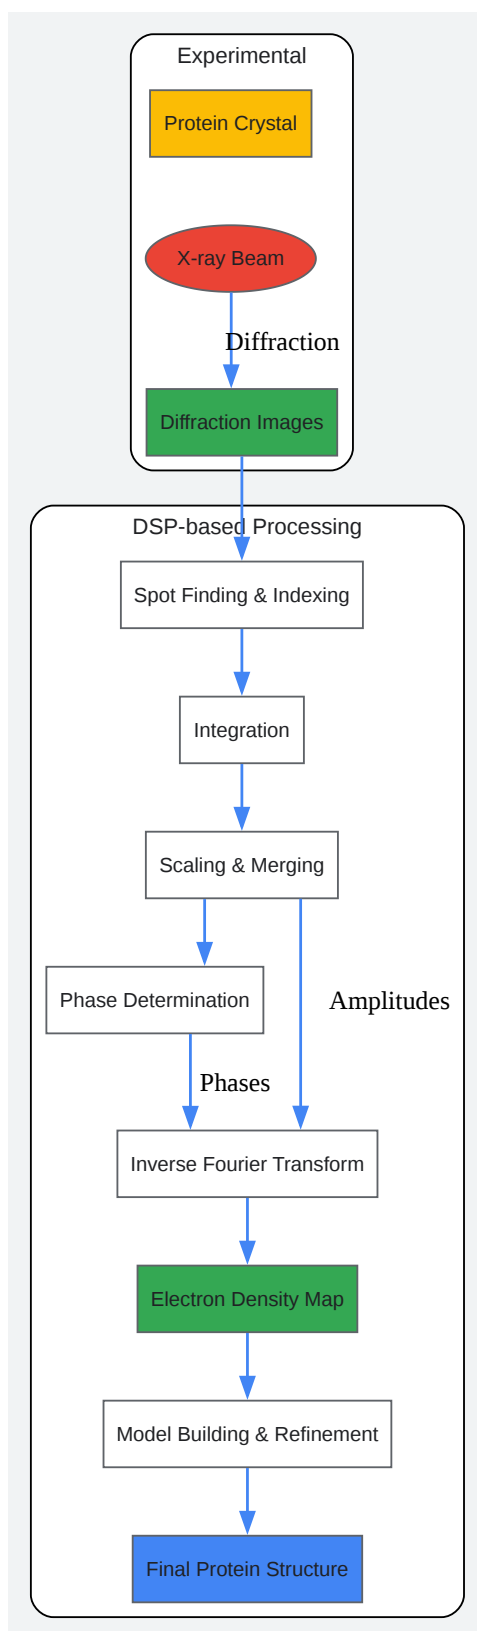 Experimental
Protein Crystal
X-ray Beam
Diffraction
Diffraction Images
DSP-based Processing
Spot Finding & Indexing
Integration
Scaling & Merging
Phase Determination
Amplitudes
Phases
Inverse Fourier Transform
Electron Density Map
Model Building & Refinement
Final Protein Structure